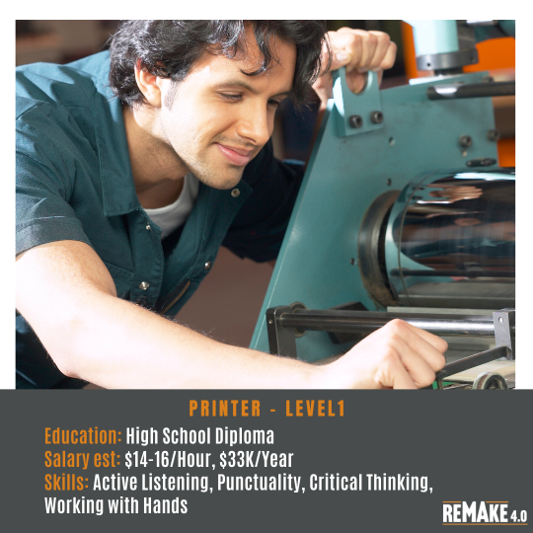 PRINTER - LEVEL1
Education: High School Diploma
Salary est: $14-16/Hour, $33K/Year
Skills: Active Listening, Punctuality, Critical Thinking,
Working with Hands
REMAKE 4.0